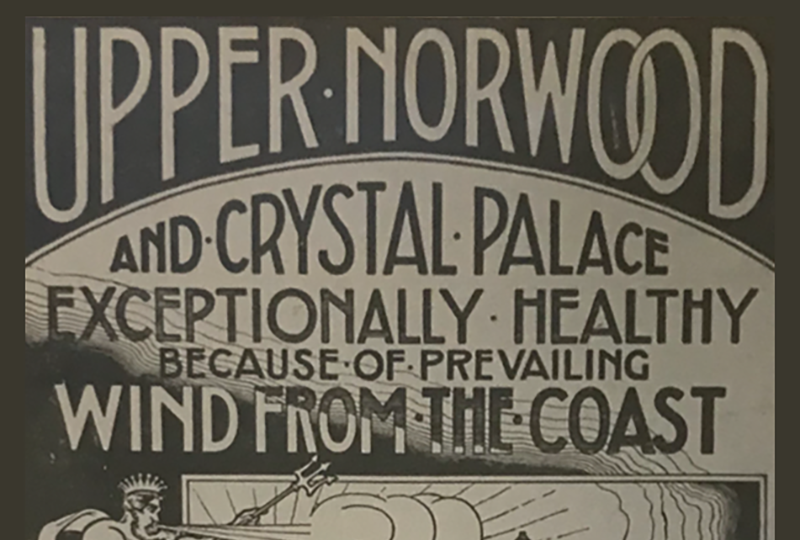 UPPER·NORWOOD
AND·CRYSTAL·PALACE
EXCEPTIONALLY·HEALTHY
BECAUSE·OF·PREVAILING
WIND FROM·THE·COAST